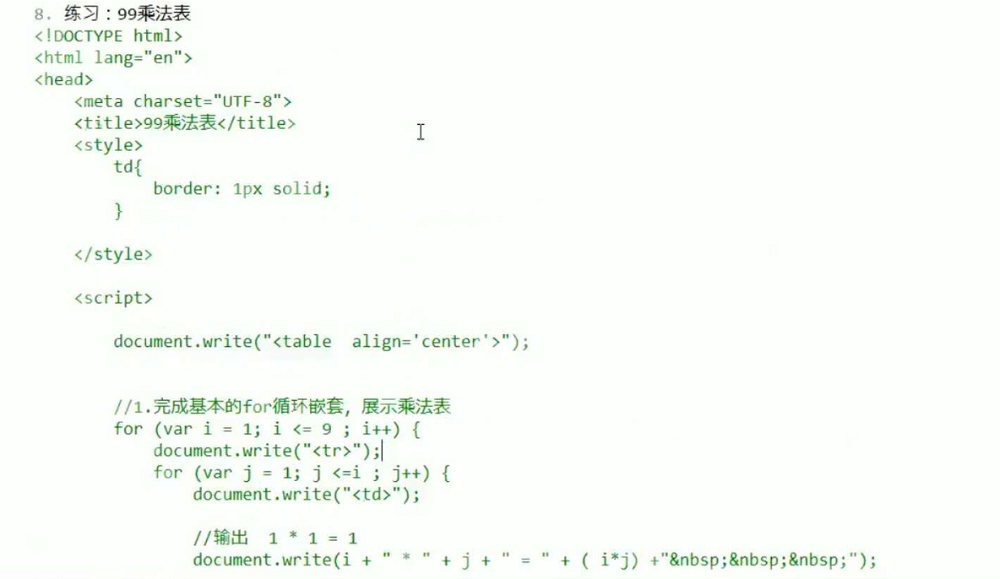 8. 练习：99乘法表
<!DOCTYPE html>
<html lang="en">
<head>
    <meta charset="UTF-8">
    <title>99乘法表</title>
    <style>
        td{
            border: 1px solid;
        }

    </style>

    <script>

        document.write("<table  align='center'>");


        //1.完成基本的for循环嵌套，展示乘法表
        for (var i = 1; i <= 9 ; i++) {
            document.write("<tr>");
            for (var j = 1; j <=i ; j++) {
                document.write("<td>");

                //输出  1 * 1 = 1
                document.write(i + " * " + j + " = " + ( i*j) +"&nbsp;&nbsp;&nbsp;");